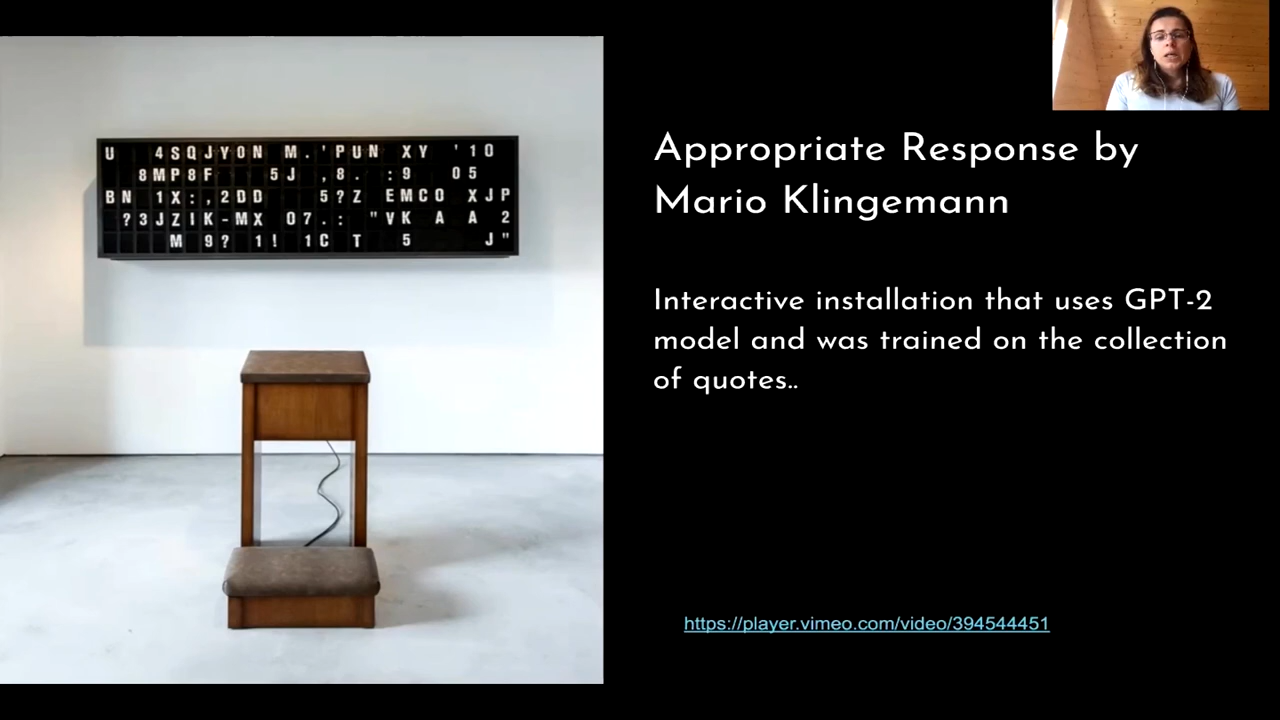 U 4SQJYON M.'PUN XY '10
8MP8F 5J ,8. :9 05
BN 1X:,2DD 5?Z EMCO XJP
?3JZIK-MX 07.: "VK A A 2
M 9? 1! 1C T 5 J"
Appropriate Response by
Mario Klingemann
Interactive installation that uses GPT-2
model and was trained on the collection
of quotes..
https://player.vimeo.com/video/394544451